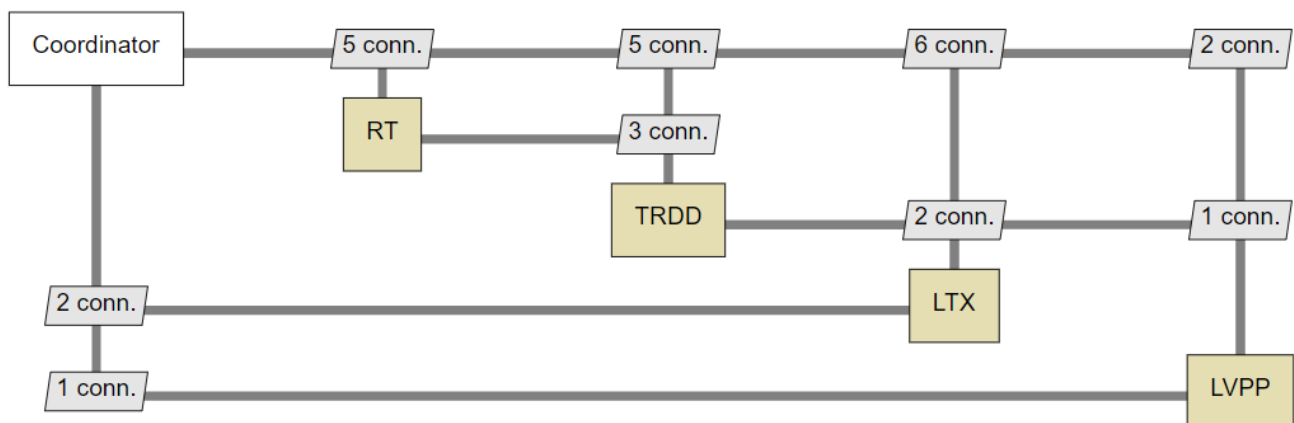 Coordinator
5 conn.
5 conn.
6 conn.
2 conn.
RT
3 conn.
TRDD
2 conn.
1 conn.
2 conn.
LTX
1 conn.
LVPP